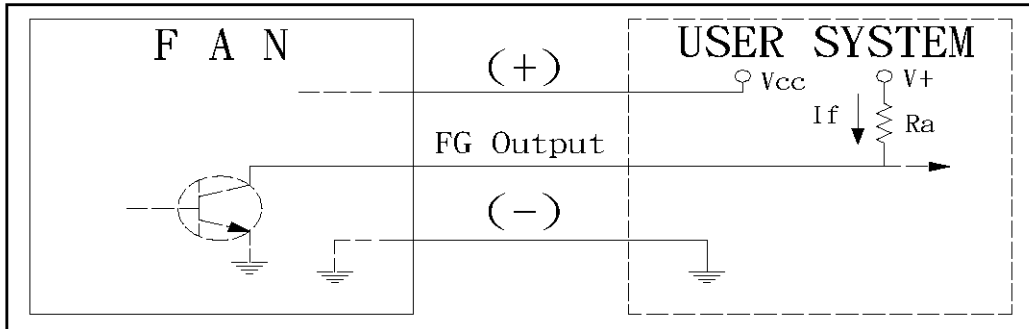 F A N
USER SYSTEM
(+)
Vcc
V+
If
Ra
FG Output
(-)